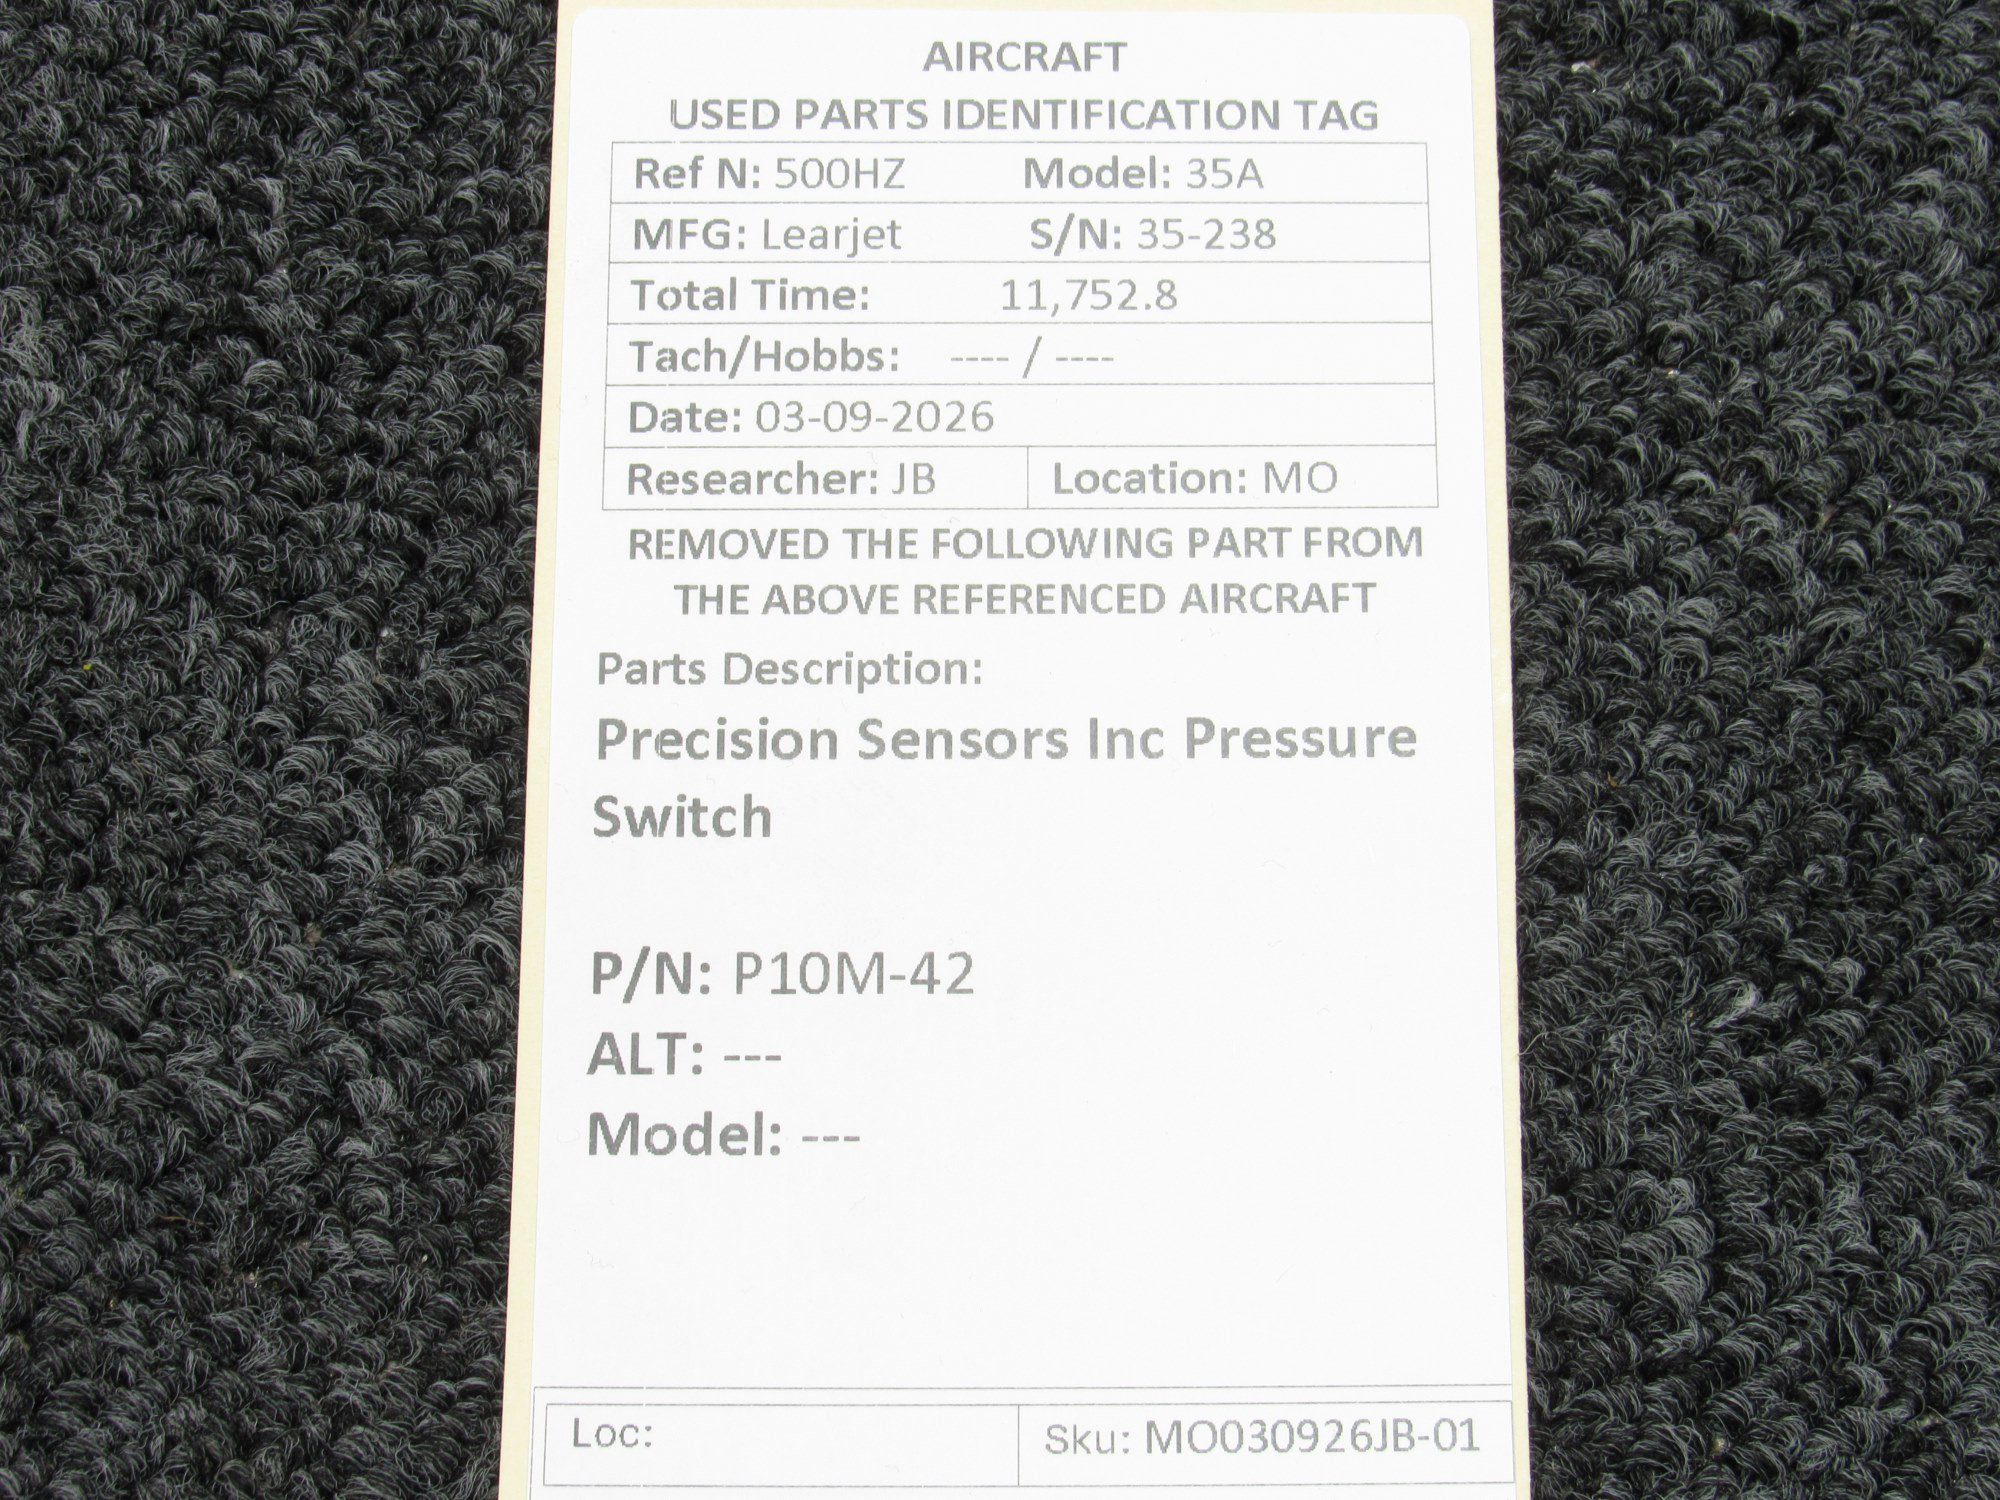 AIRCRAFT
USED PARTS IDENTIFICATION TAG
Ref N: 500HZ Model: 35A
MFG: Learjet S/N: 35-238
Total Time: 11,752.8
Tach/Hobbs: ---- / ----
Date: 03-09-2026
Researcher: JB Location: MO
REMOVED THE FOLLOWING PART FROM
THE ABOVE REFERENCED AIRCRAFT
Parts Description:
Precision Sensors Inc Pressure
Switch
P/N: P10M-42
ALT: ---
Model: ---
Loc: Sku: MO030926JB-01